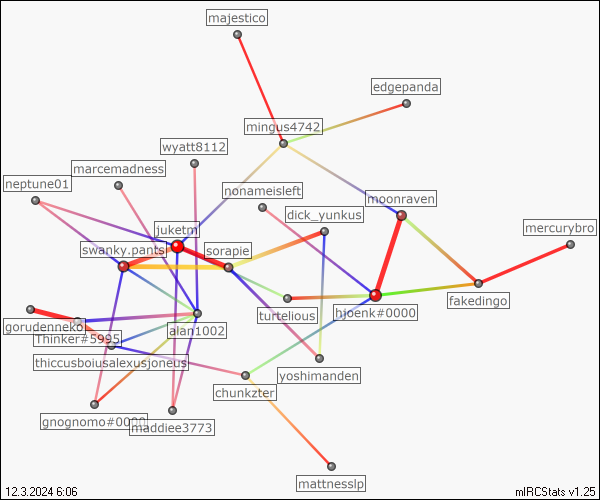 majestico
edgepanda
mingus4742
wyatt8112
marcemadness
neptune01
nonameisleft
moonraven
dick_yunkus
mercurybro
juketm
swanky.pants
sorapie
fakedingo
hjoenk#0000
turtelious
gorudenneko
alan1002
Thinker#5995
thiccusboiusalexusjoneus
yoshimanden
chunkzter
gnognomo#0000
maddiee3773
mattnesslp
12.3.2024 6:06
mIRCStats v1.25